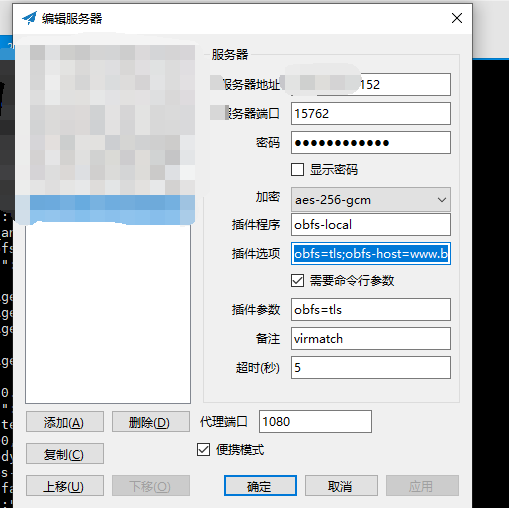 编辑服务器
服务器
服务器地址
152
服务器端口
15762
密码
●●●●●●●●●●●●
显示密码
加密
aes-256-gcm
插件程序
obfs-local
插件选项
obfs=tls;obfs-host=www.b
需要命令行参数
插件参数
obfs=tls
备注
virmatch
超时(秒)
5
添加(A)
删除(D)
代理端口
1080
复制(C)
便携模式
上移(U)
下移(O)
确定
取消
应用